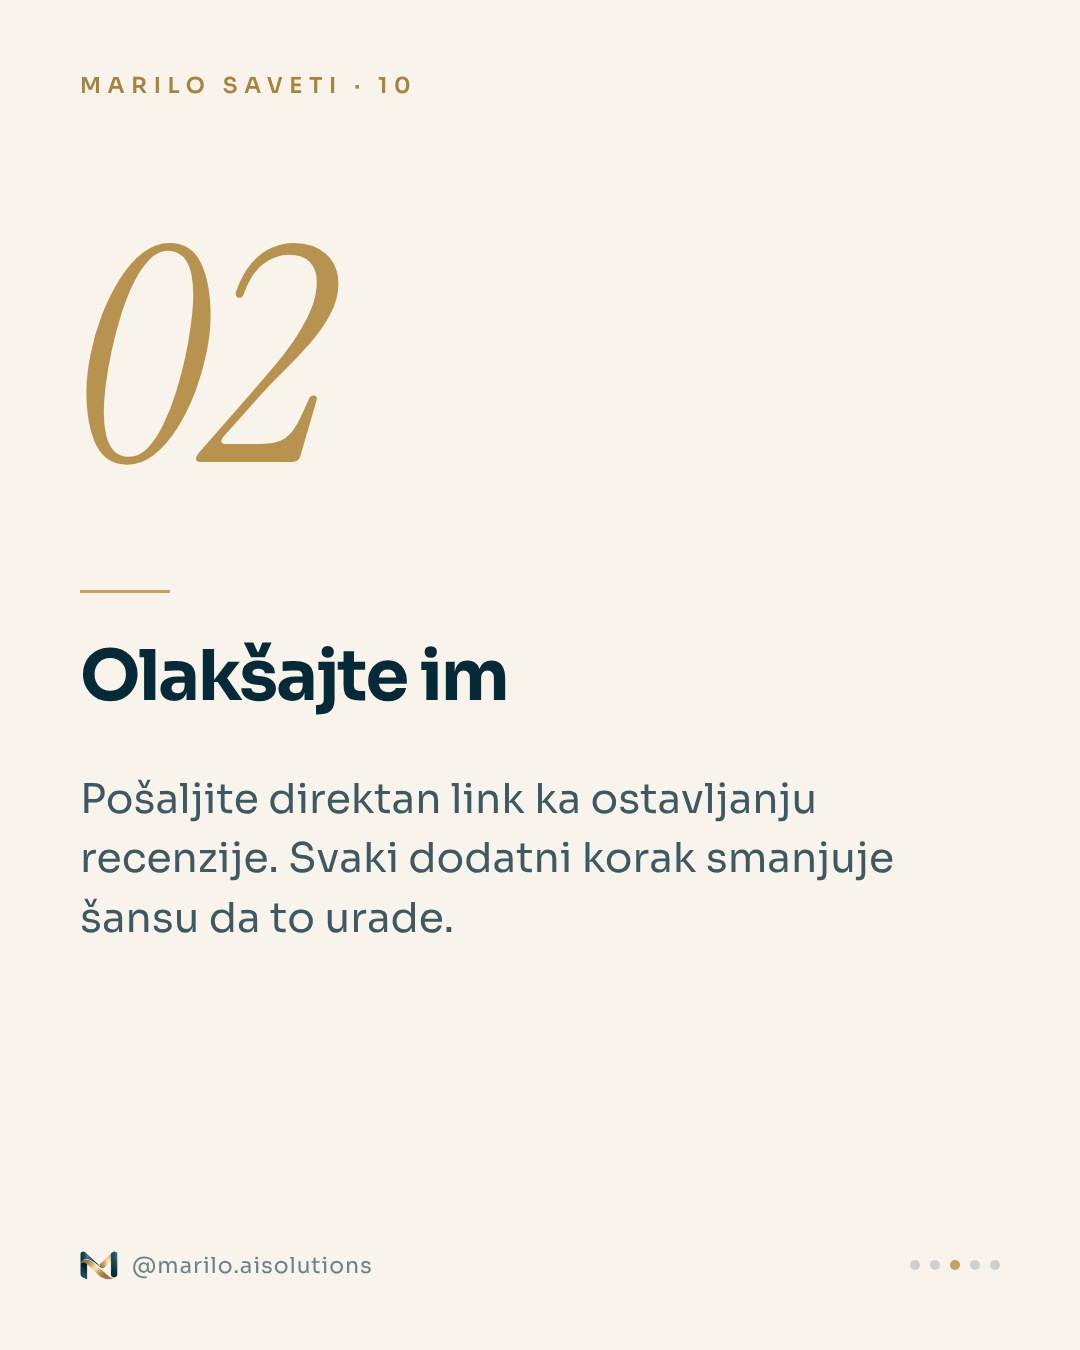 MARILO SAVETI · 10
02
Olakšajte im
Pošaljite direktan link ka ostavljanju
recenzije. Svaki dodatni korak smanjuje
šansu da to urade.
@marilo.aisolutions